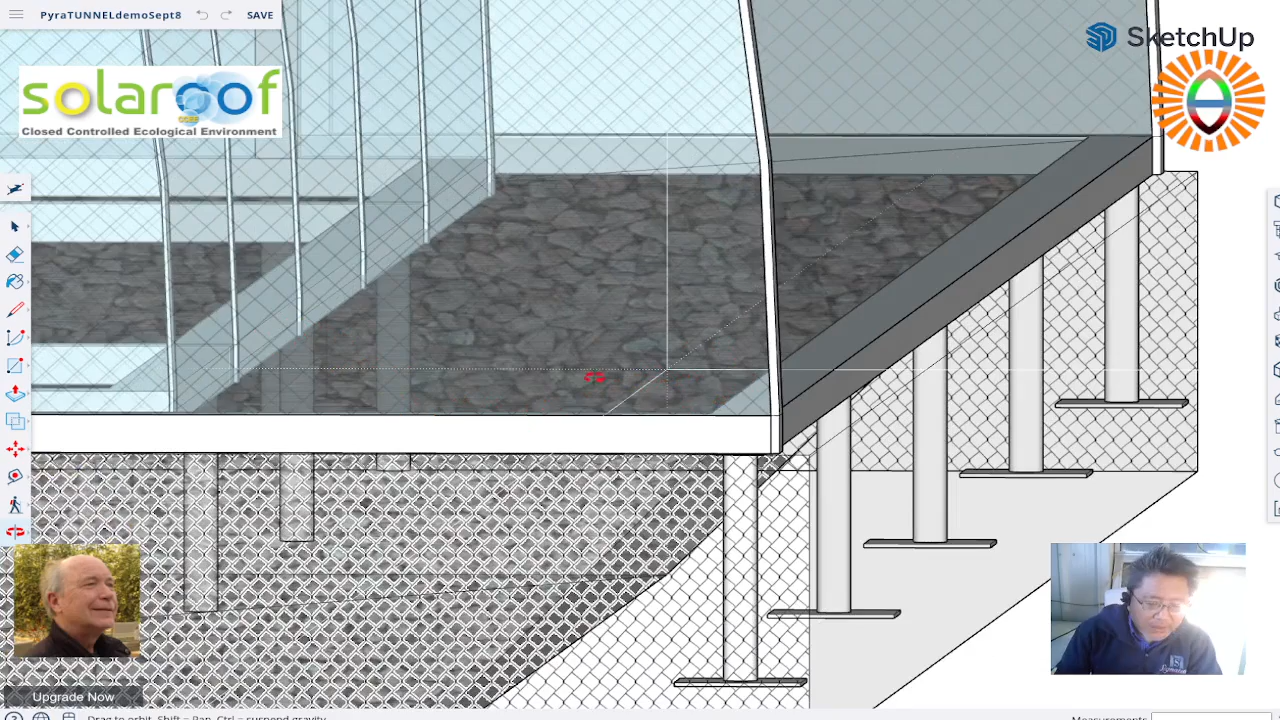 PyraTUNNELdemoSept8
SAVE
SketchUp
solaroof
CCEE
Closed Controlled Ecological Environment
Upgrade Now
Drag to orbit. Shift = Pan, Ctrl = suspend gravity
Measurements